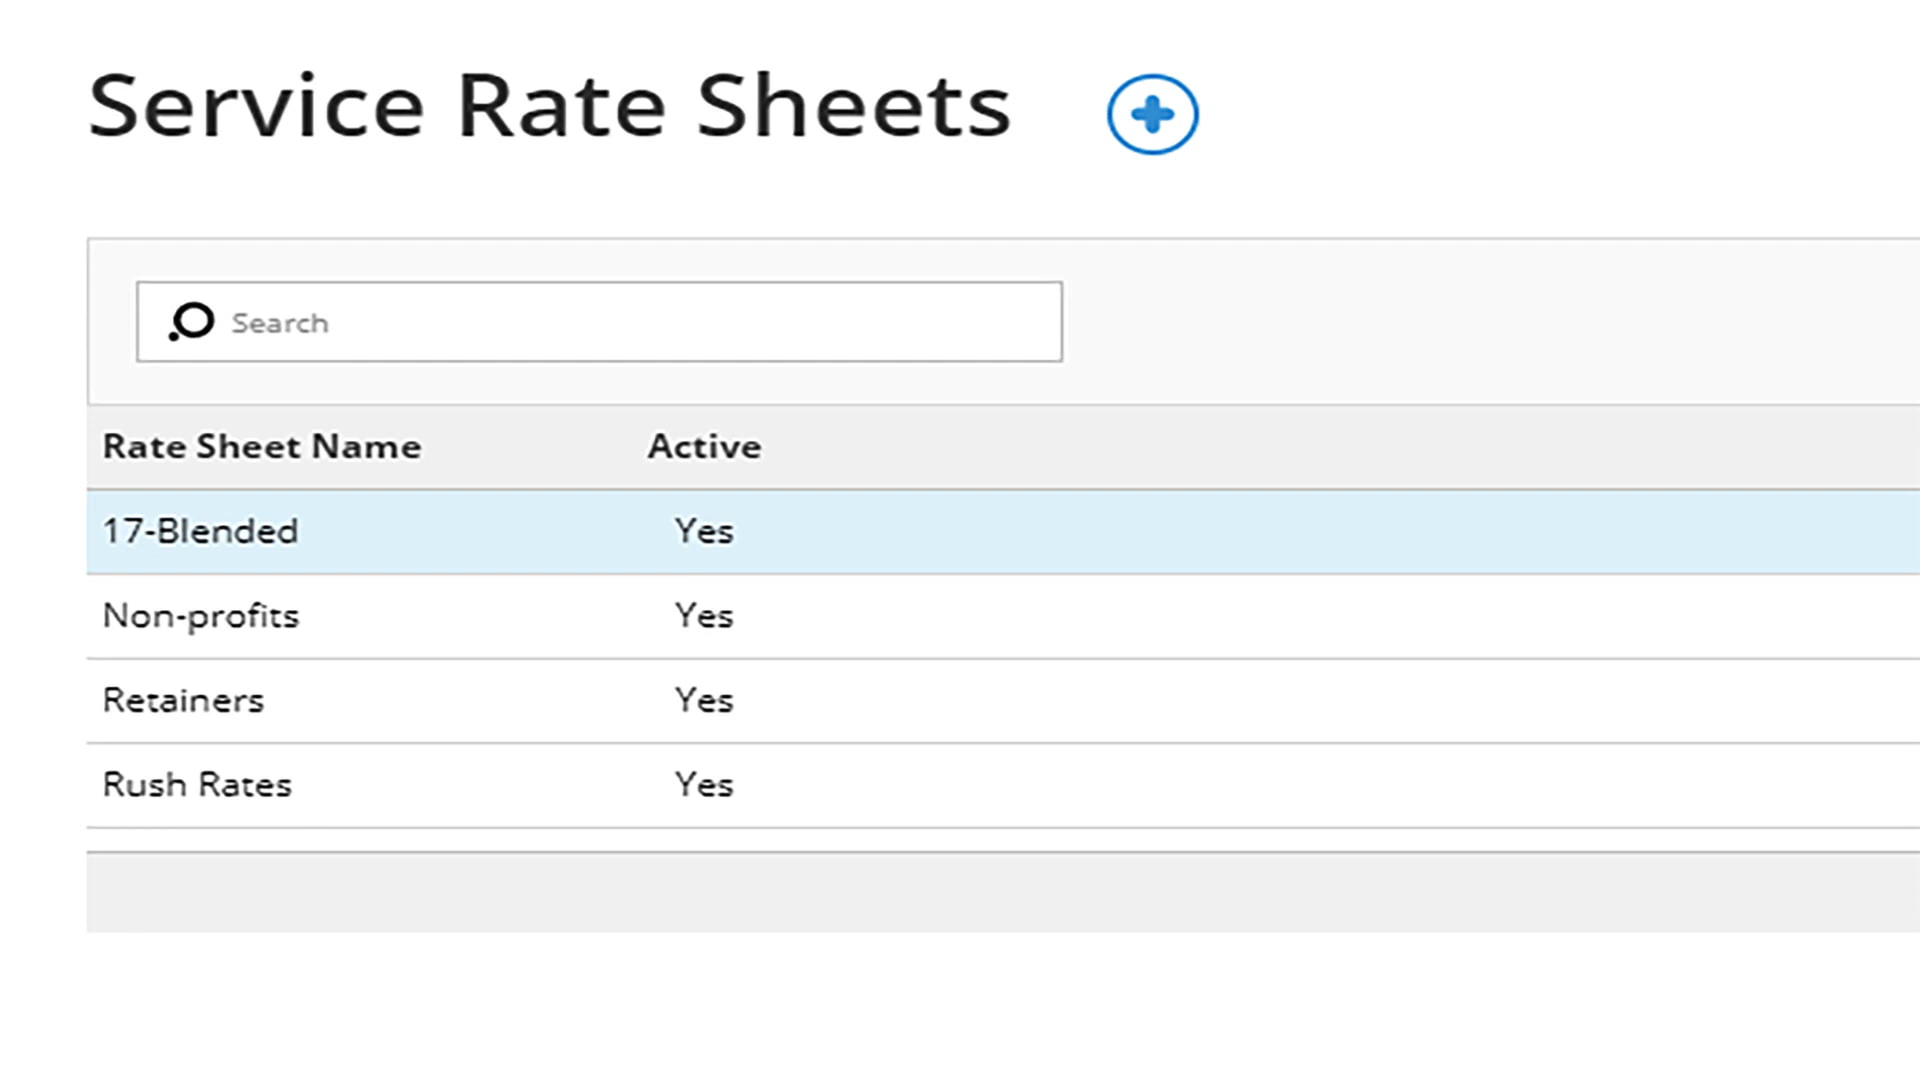 Service Rate Sheets
Search
Rate Sheet Name Active
17-Blended Yes
Non-profits Yes
Retainers Yes
Rush Rates Yes